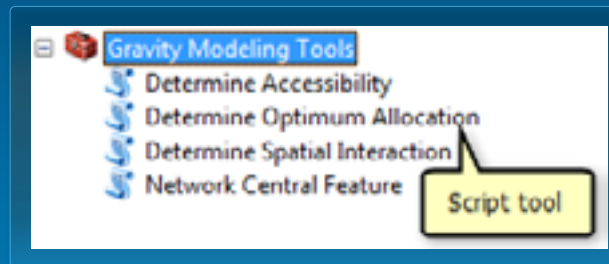 Gravity Modeling Tools
Determine Accessibility
Determine Optimum Allocation
Determine Spatial Interaction
Network Central Feature
Script tool